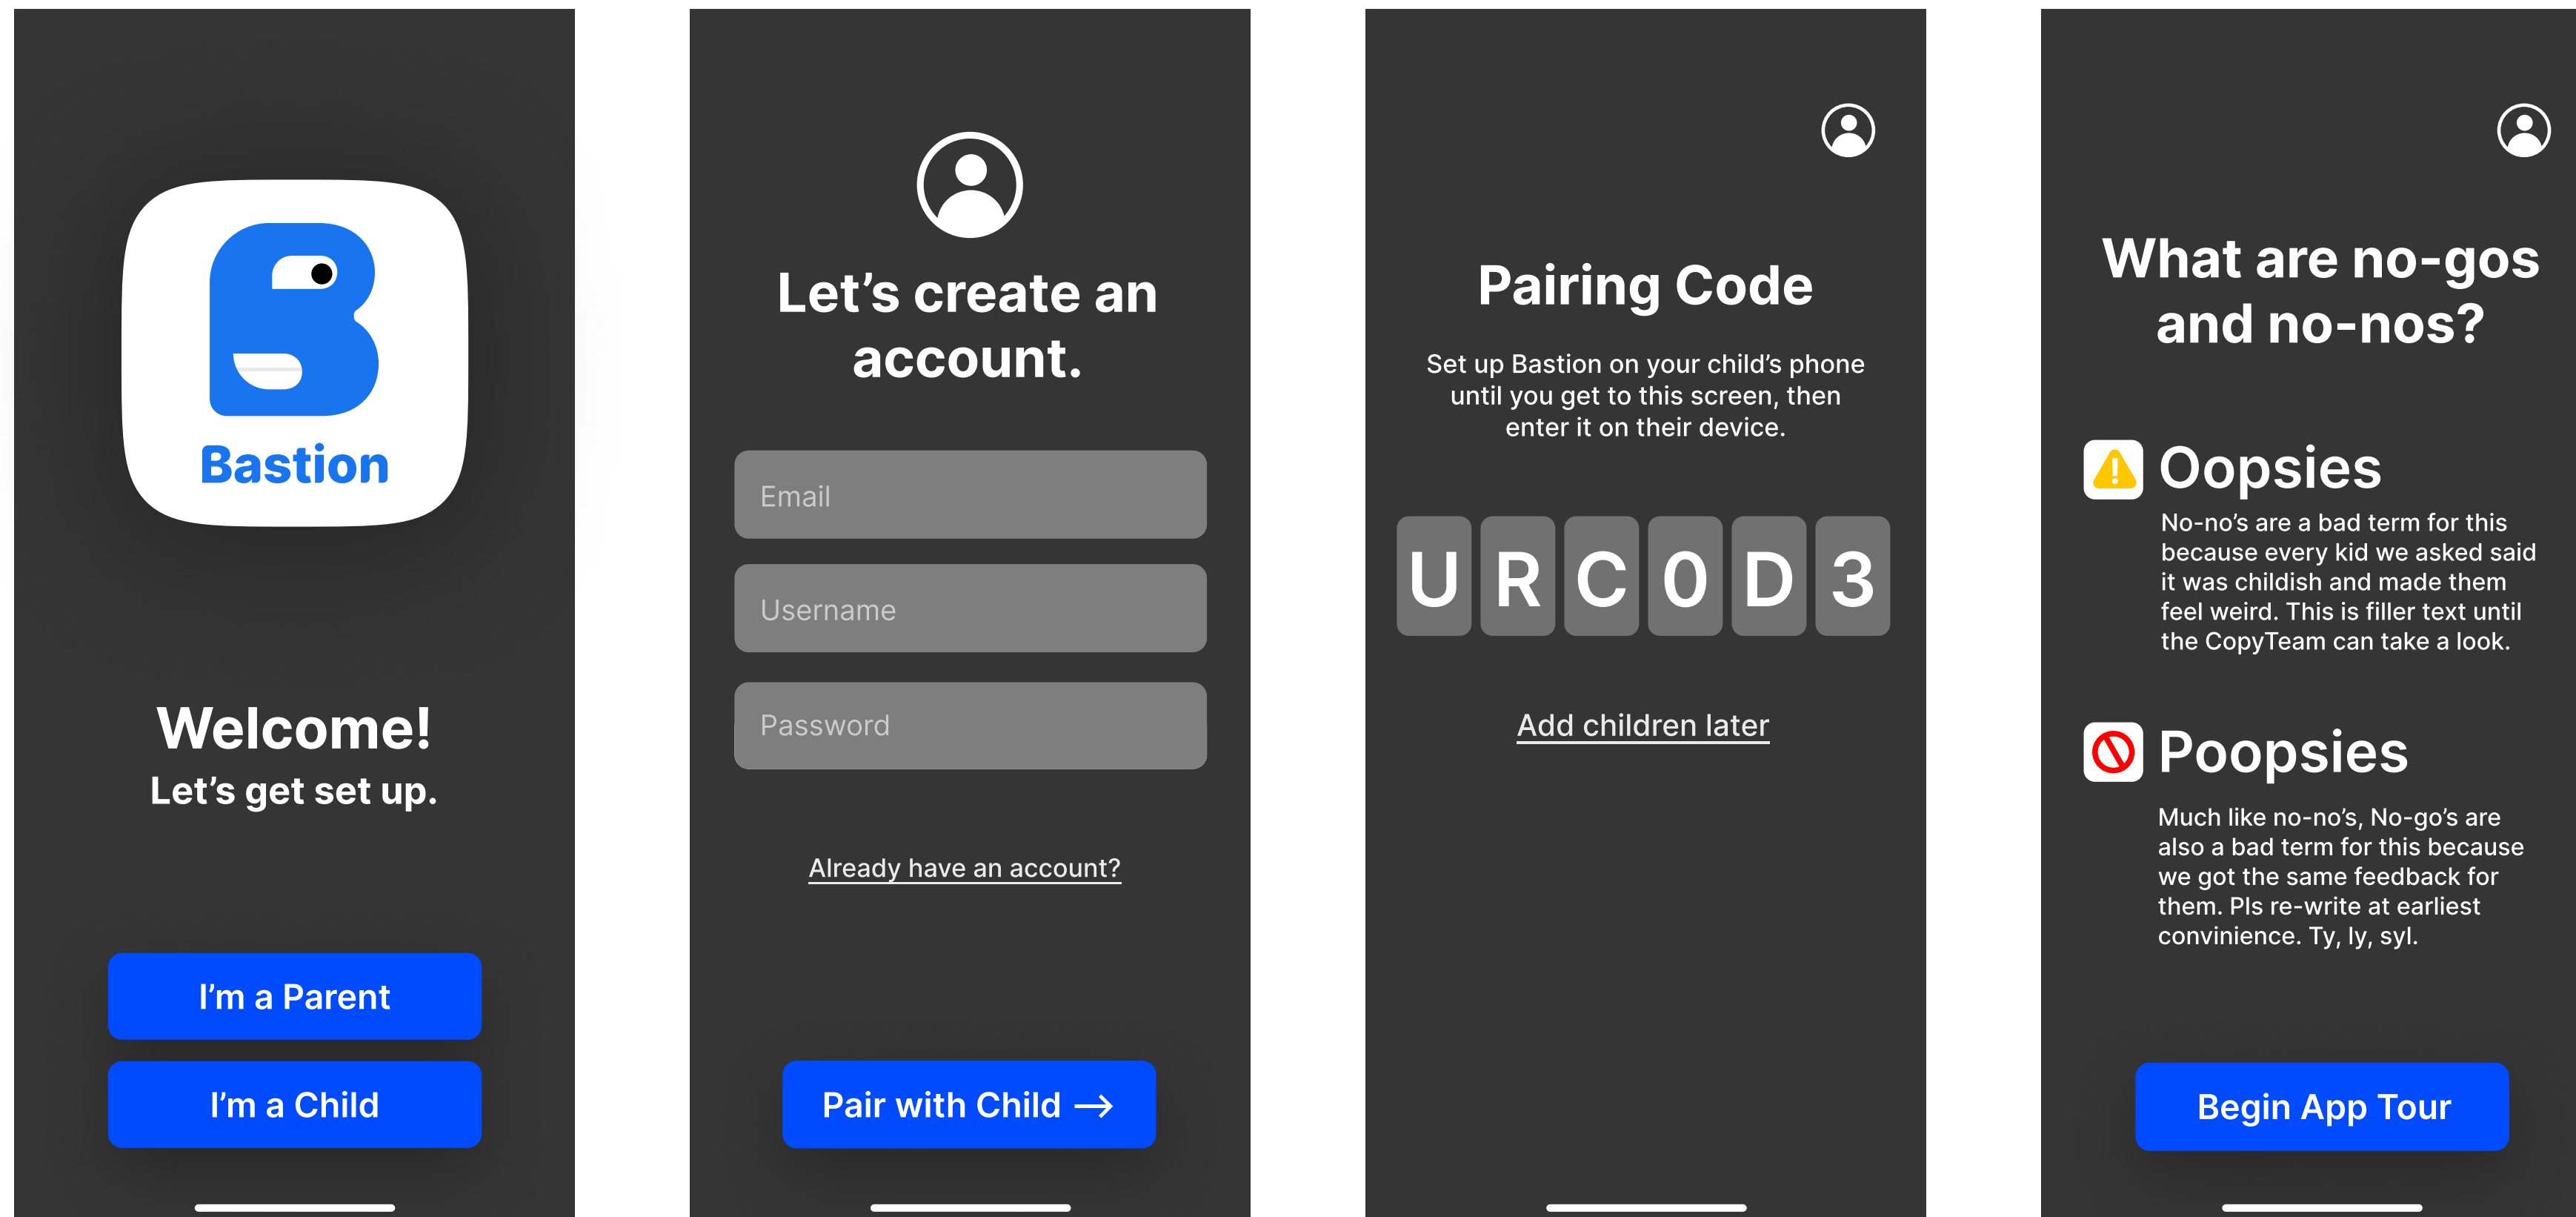 Bastion
Welcome!
Let’s get set up.
I’m a Parent
I’m a Child
Let’s create an
account.
Email
Username
Password
Already have an account?
Pair with Child →
Pairing Code
Set up Bastion on your child’s phone
until you get to this screen, then
enter it on their device.
URC0D3
Add children later
What are no-gos
and no-nos?
Oopsies
No-no’s are a bad term for this
because every kid we asked said
it was childish and made them
feel weird. This is filler text until
the CopyTeam can take a look.
Poopsies
Much like no-no’s, No-go’s are
also a bad term for this because
we got the same feedback for
them. Pls re-write at earliest
convinience. Ty, ly, syl.
Begin App Tour